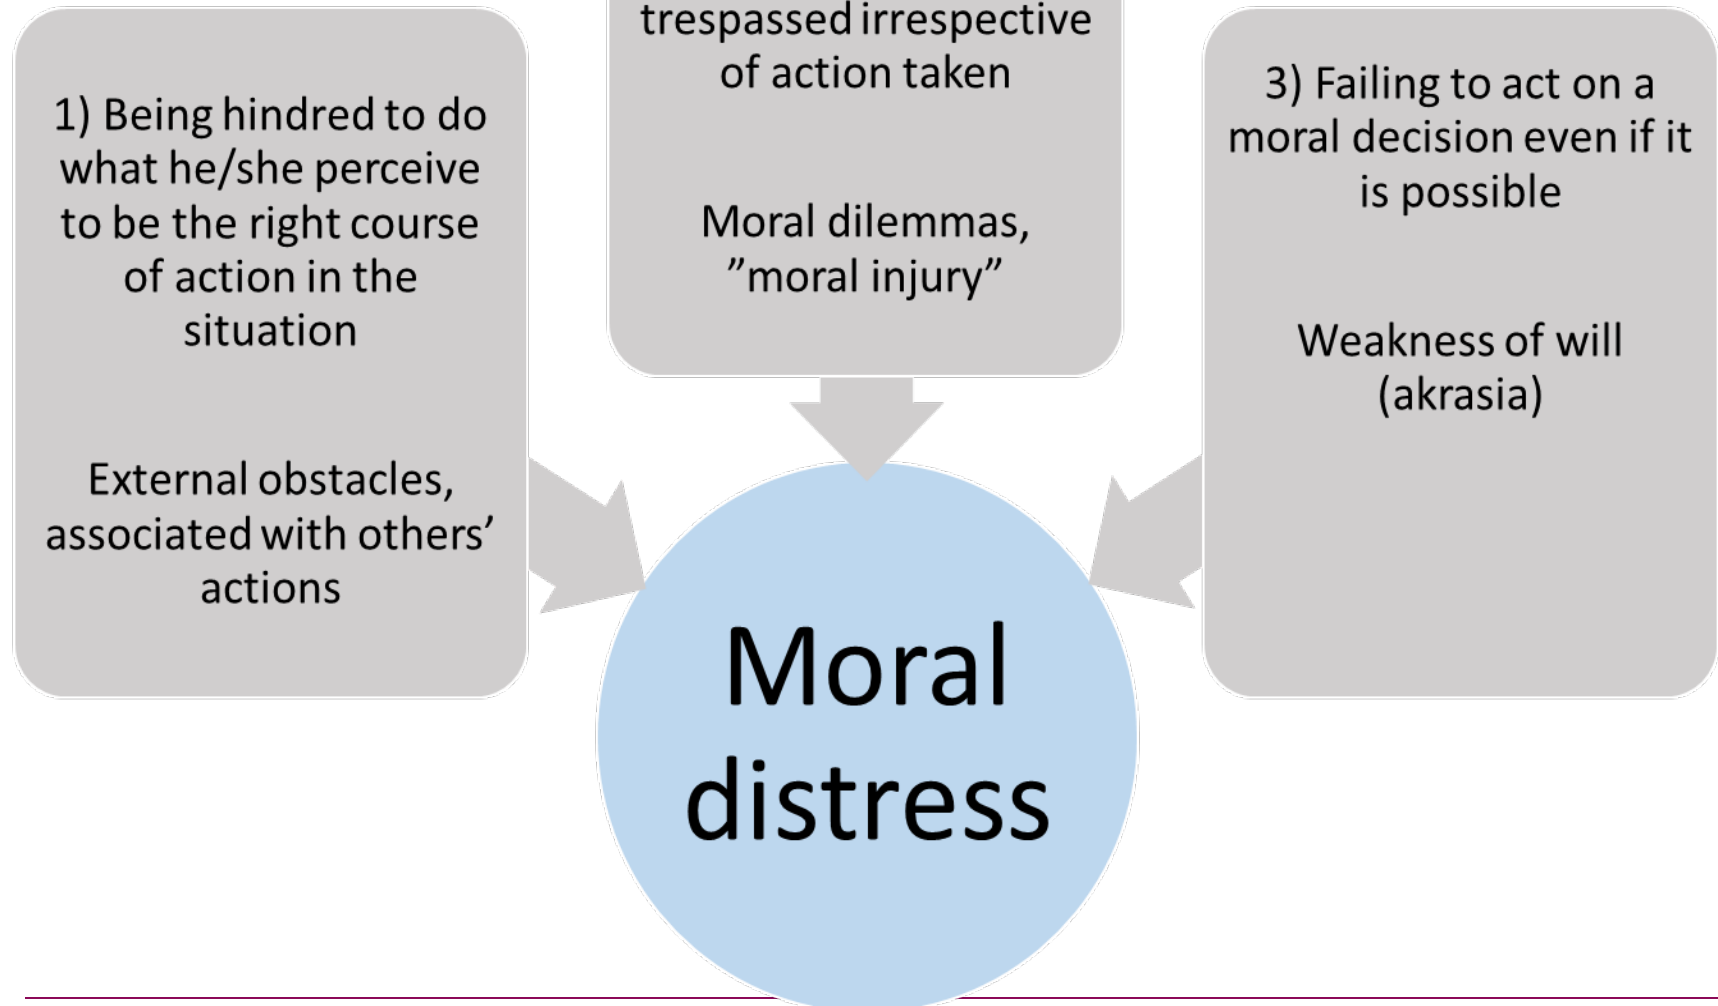 1) Being hindred to do
what he/she perceive
to be the right course
of action in the
situation
External obstacles,
associated with others’
actions
trespassed irrespective
of action taken
Moral dilemmas,
”moral injury”
3) Failing to act on a
moral decision even if it
is possible
Weakness of will
(akrasia)
Moral
distress